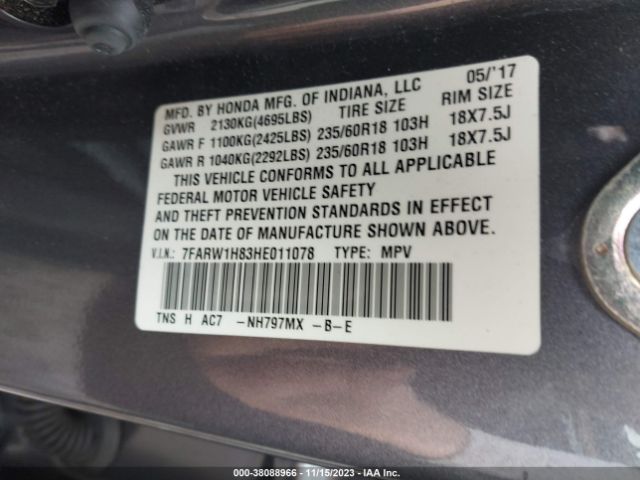 MFD. BY HONDA MFG. OF INDIANA, LLC 05/'17
GVWR 2130KG(4695LBS) TIRE SIZE RIM SIZE
GAWR F 1100KG(2425LBS) 235/60R18 103H 18X7.5J
GAWR R 1040KG(2292LBS) 235/60R18 103H 18X7.5J
THIS VEHICLE CONFORMS TO ALL APPLICABLE
FEDERAL MOTOR VEHICLE SAFETY
AND THEFT PREVENTION STANDARDS IN EFFECT
ON THE DATE OF MANUFACTURE SHOWN ABOVE.
V.I.N.: 7FARW1H83HE011078 TYPE: MPV
TNS H AC7 -NH797MX -B-E
000-38088966 - 11/15/2023 - IAA Inc.